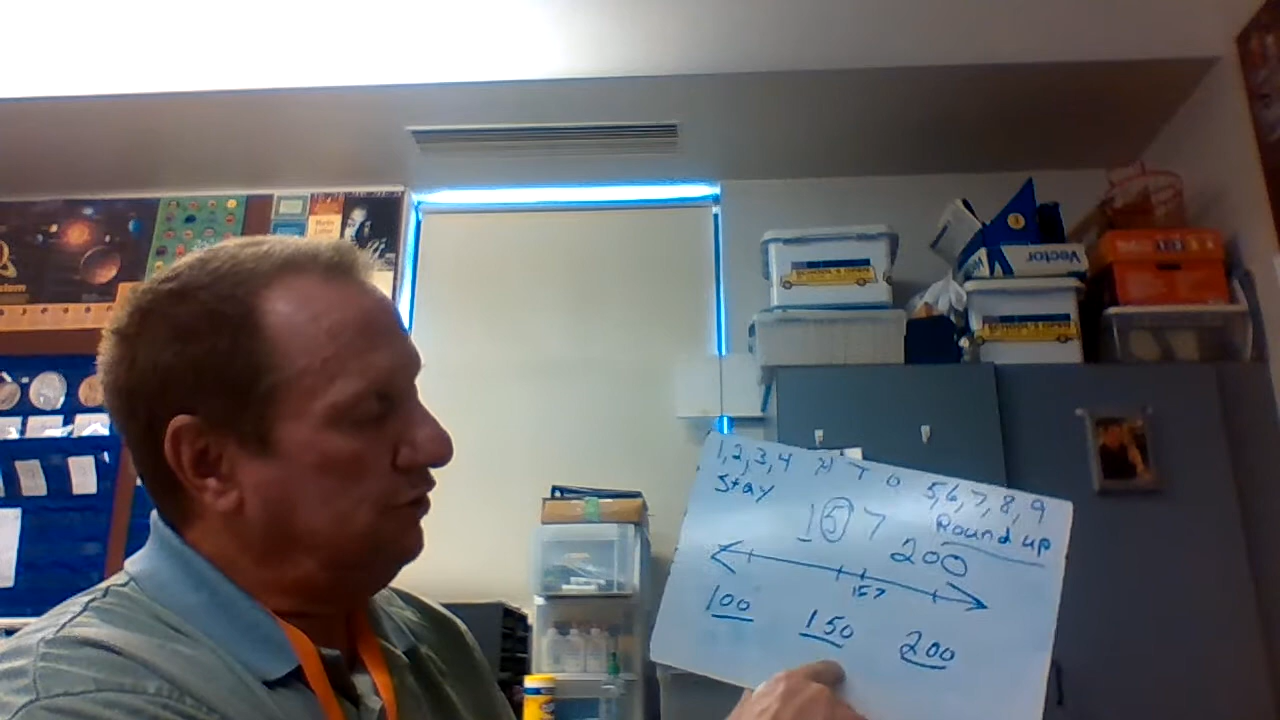 1, 2, 3, 4 H T O 5, 6, 7, 8, 9
Stay Round up
157
200
157
100 150 200
Vector